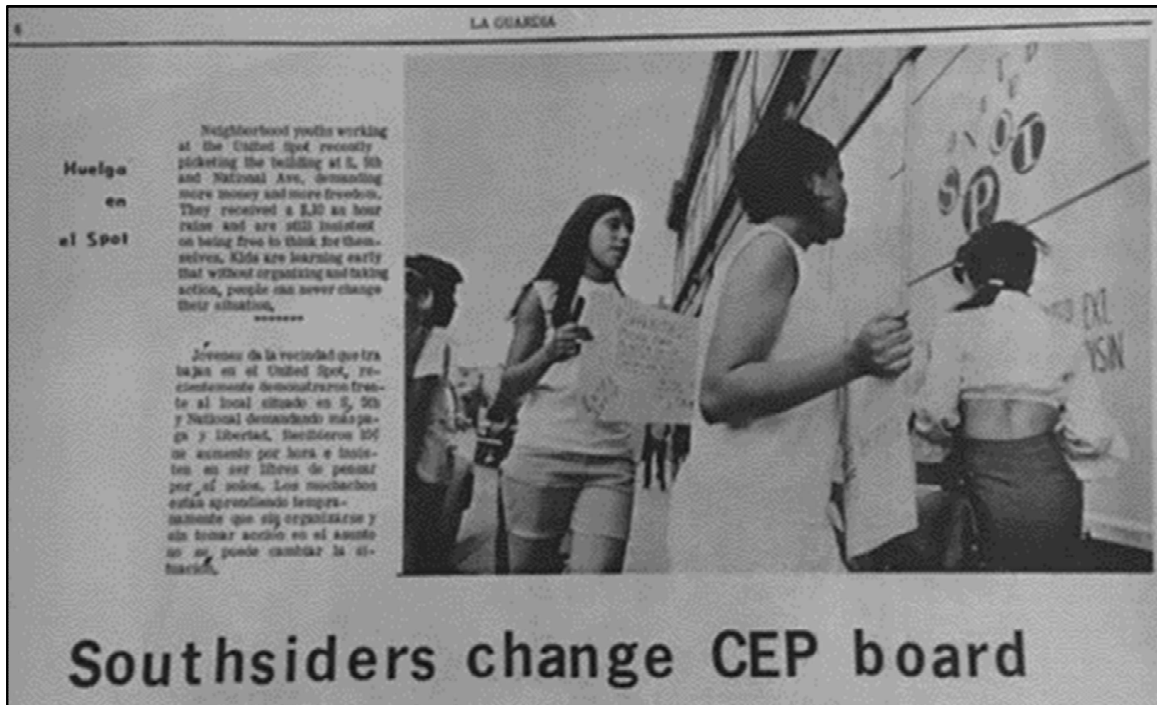 6
LA GUARDIA
Huelga
en
el Spot
Neighborhood youths working
at the United Spot recently
picketing the building at S. 5th
and National Ave. demanding
more money and more freedom.
They received a $.10 an hour
raise and are still insistent
on being free to think for them-
selves. Kids are learning early
that without organizing and taking
action, people can never change
their situation.
*******
Jóvenes da la vecindad que tra
bajan en el United Spot, re-
cientemente demonstraron fren-
te al local situado en S. 5th
y National demandando más pa-
ga y libertad. Recibieron 10¢
de aumento por hora e insis-
ten en ser libres de pensar
por sí solos. Los muchachos
están aprendiendo tempra-
namente que sin organizarse y
sin tomar acción en el asunto
no se puede cambiar la si-
tuación.
SPOT
EXT.
Southsiders change CEP board